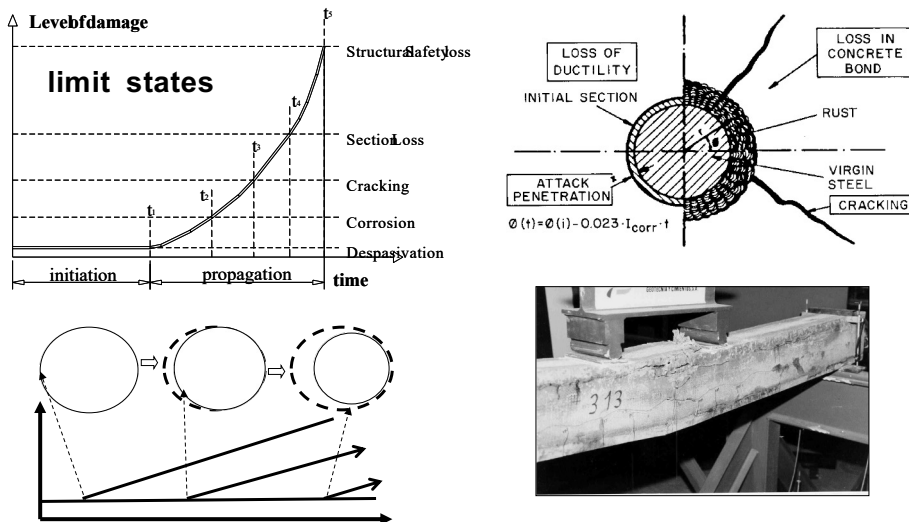 Levelbfdamage
t5
StructuralSafetyloss
limit states
t4
SectionLoss
t3
Cracking
t2
t1
Corrosion
Despasivation
initiation
propagation
time
LOSS OF
DUCTILITY
LOSS IN
CONCRETE
BOND
INITIAL SECTION
RUST
ATTACK
PENETRATION
VIRGIN
STEEL
CRACKING
Ø(t)=Ø(i)-0.023·Icorr·t
313